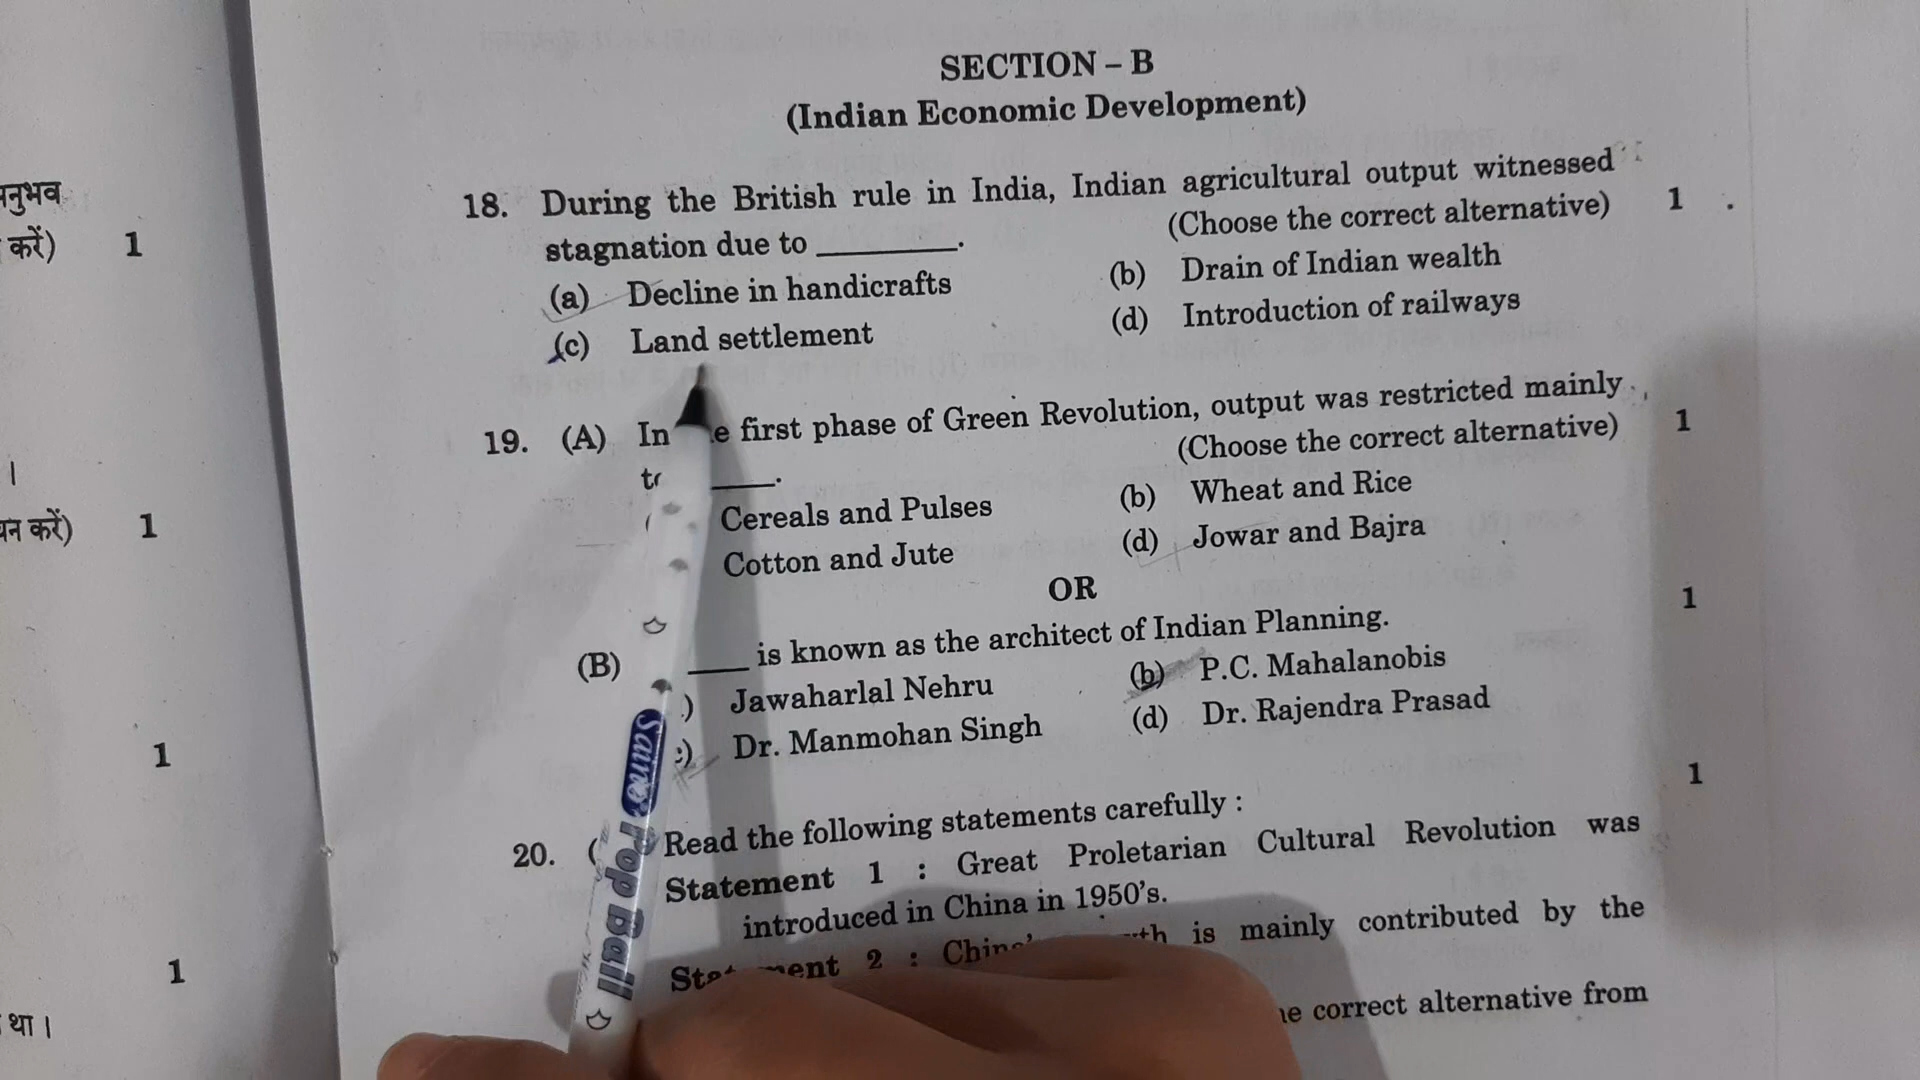 नुभव
करें) 1
।
न करें) 1
1
1
था।
SECTION – B
(Indian Economic Development)
18. During the British rule in India, Indian agricultural output witnessed
stagnation due to ______. (Choose the correct alternative) 1
(a) Decline in handicrafts (b) Drain of Indian wealth
(c) Land settlement (d) Introduction of railways
19. (A) In first phase of Green Revolution, output was restricted mainly
____. (Choose the correct alternative) 1
Cereals and Pulses (b) Wheat and Rice
Cotton and Jute (d) Jowar and Bajra
OR
(B) ____ is known as the architect of Indian Planning. 1
) Jawaharlal Nehru (b) P.C. Mahalanobis
) Dr. Manmohan Singh (d) Dr. Rajendra Prasad
20. ( Read the following statements carefully : 1
Statement 1 : Great Proletarian Cultural Revolution was
introduced in China in 1950's.
2 : is mainly contributed by the
correct alternative from
Saino Pop Ball